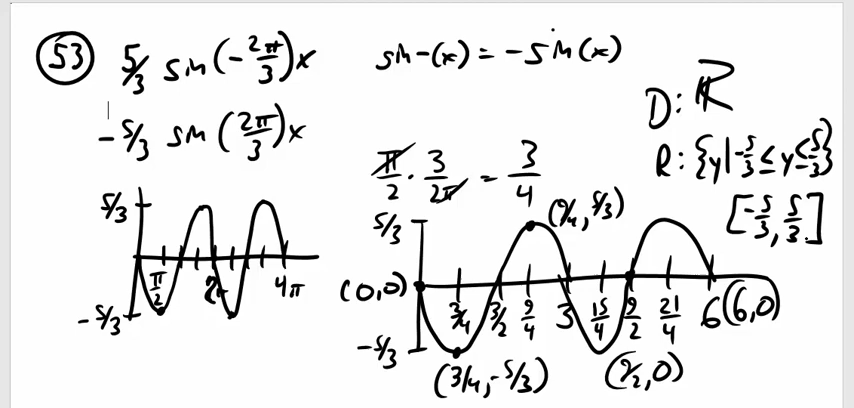 53
5/3 sin(-2π/3)x
sin-(x) = -sin(x)
-5/3 sin(2π/3)x
D: ℝ
R: {y|-5/3 ≤ y ≤ 5/3}
[-5/3, 5/3]
π/2 · 3/2π = 3/4
5/3
π/2
2π
4π
-5/3
5/3
(9/4, 5/3)
(0,0)
3/4
3/2
9/4
3
15/4
9/2
21/4
6
(6,0)
-5/3
(3/4, -5/3)
(9/2, 0)